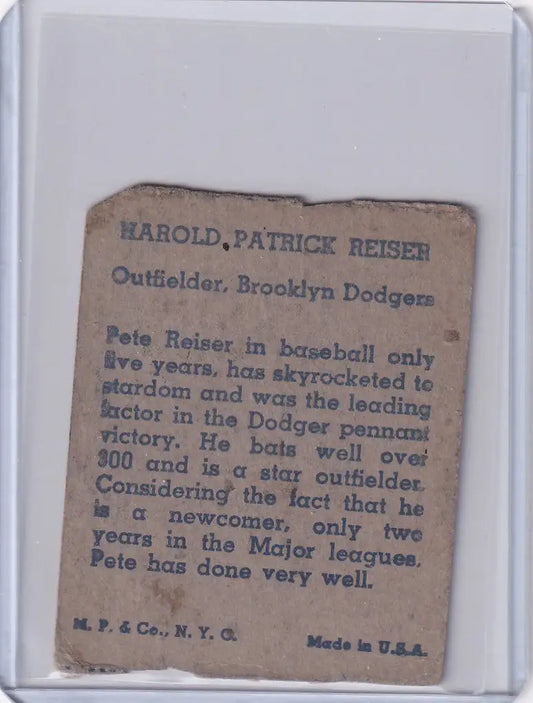 HAROLD PATRICK REISER
Outfielder, Brooklyn Dodgers
Pete Reiser in baseball only
five years, has skyrocketed to
stardom and was the leading
factor in the Dodger pennant
victory. He bats well over
300 and is a star outfielder.
Considering the fact that he
is a newcomer, only two
years in the Major leagues,
Pete has done very well.
M. P. & Co., N. Y. C.
Made in U.S.A.